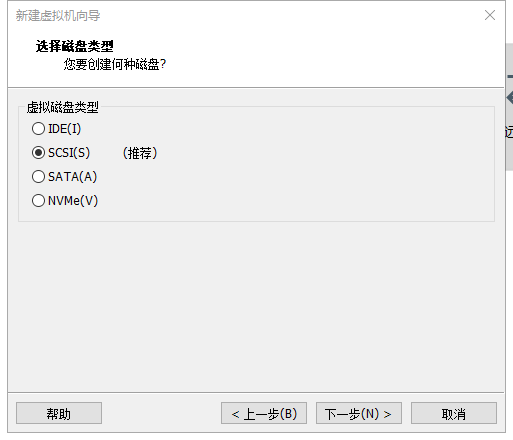 新建虚拟机向导
选择磁盘类型
您要创建何种磁盘?
虚拟磁盘类型
IDE(I)
SCSI(S) (推荐)
SATA(A)
NVMe(V)
帮助 < 上一步(B) 下一步(N) > 取消